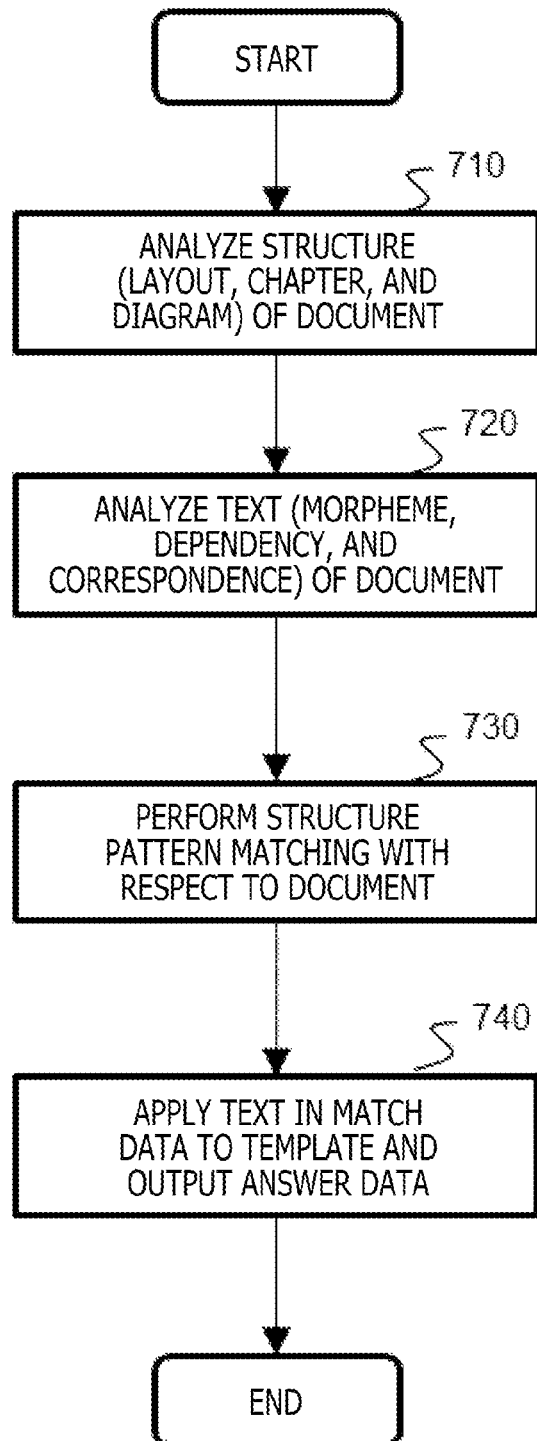 START
710
ANALYZE STRUCTURE
(LAYOUT, CHAPTER, AND
DIAGRAM) OF DOCUMENT
720
ANALYZE TEXT (MORPHEME,
DEPENDENCY, AND
CORRESPONDENCE) OF DOCUMENT
730
PERFORM STRUCTURE
PATTERN MATCHING WITH
RESPECT TO DOCUMENT
740
APPLY TEXT IN MATCH
DATA TO TEMPLATE AND
OUTPUT ANSWER DATA
END